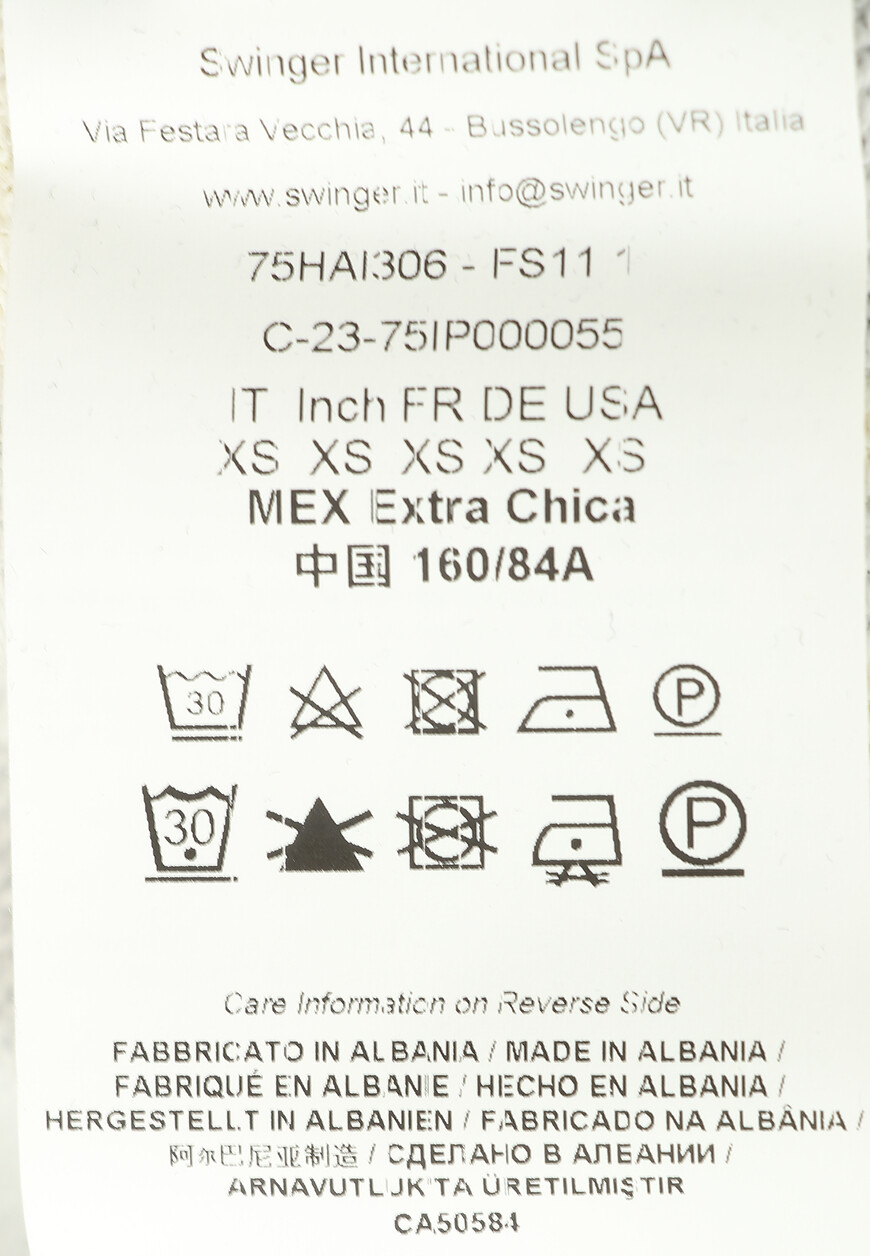 Swinger International SpA
Via Festara Vecchia, 44 - Bussolengo (VR) Italia
www.swinger.it - info@swinger.it
75HAI306 - FS11 1
C-23-75IP000055
IT Inch FR DE USA
XS XS XS XS XS
MEX Extra Chica
中国 160/84A
30 P
30 P
Care Information on Reverse Side
FABBRICATO IN ALBANIA / MADE IN ALBANIA /
FABRIQUÉ EN ALBANIE / HECHO EN ALBANIA /
HERGESTELLT IN ALBANIEN / FABRICADO NA ALBÂNIA /
阿尔巴尼亚制造 / СДЕЛАНО В АЛБАНИИ /
ARNAVUTLUK'TA ÜRETILMIŞTIR
CA50584